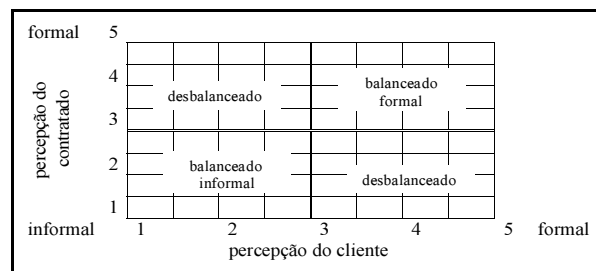 formal 5
4
3
2
1
percepção do
contratado
desbalanceado
balanceado
formal
balanceado
informal
desbalanceado
informal 1 2 3 4 5 formal
percepção do cliente